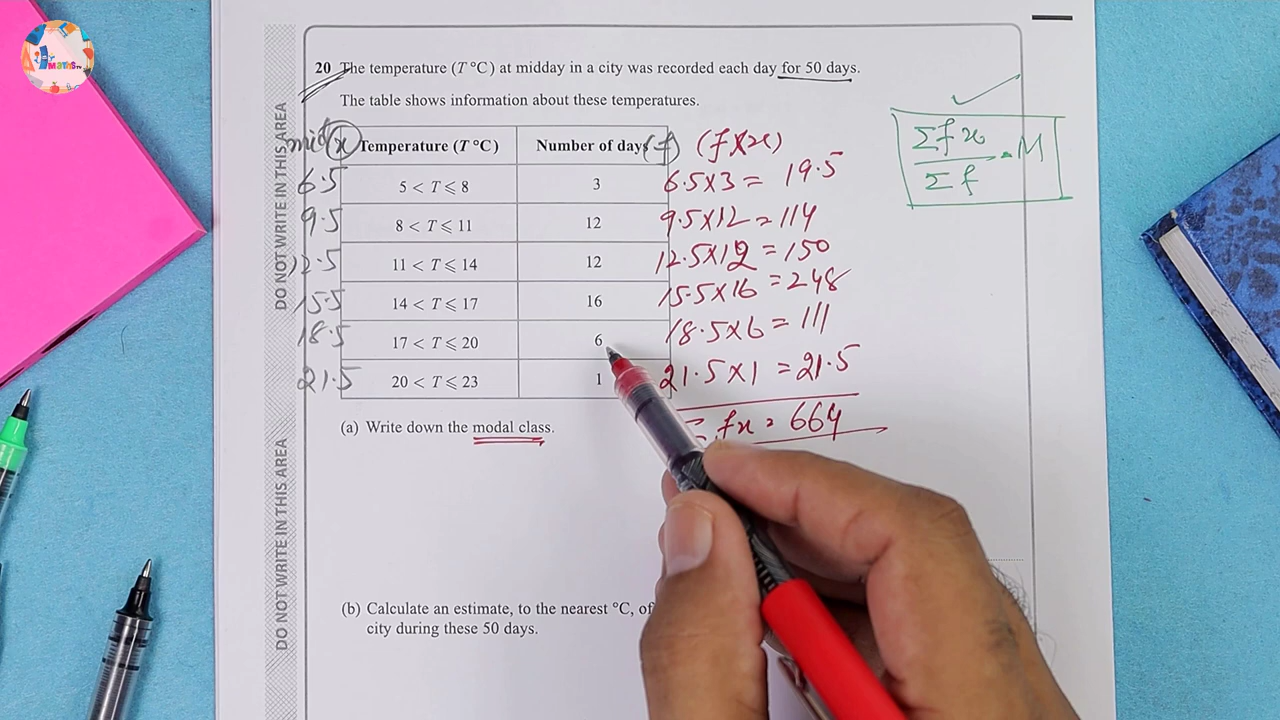 MATHS TV
20 The temperature (T °C) at midday in a city was recorded each day for 50 days.
The table shows information about these temperatures.
mid (x) Temperature (T °C) Number of days (f) (f×x)
6.5 5 < T ⩽ 8 3 6.5×3 = 19.5
9.5 8 < T ⩽ 11 12 9.5×12 = 114
12.5 11 < T ⩽ 14 12 12.5×12 = 150
15.5 14 < T ⩽ 17 16 15.5×16 = 248
18.5 17 < T ⩽ 20 6 18.5×6 = 111
21.5 20 < T ⩽ 23 1 21.5×1 = 21.5
Σfx = 664
Σfx
Σf
= M
(a) Write down the modal class.
(b) Calculate an estimate, to the nearest °C, of
city during these 50 days.
DO NOT WRITE IN THIS AREA
DO NOT WRITE IN THIS AREA